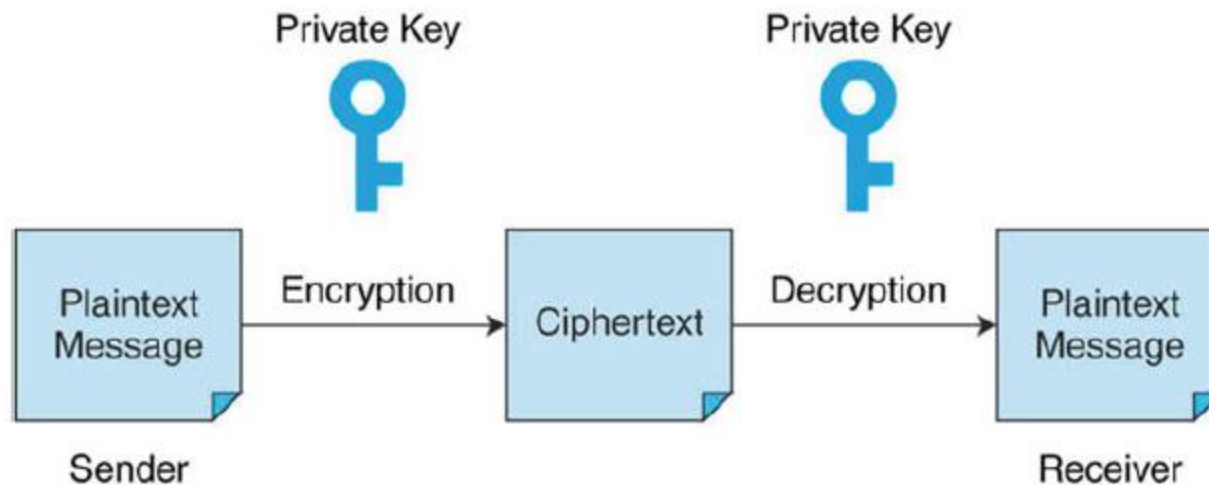 Private Key
Private Key
Plaintext
Message
Encryption
Ciphertext
Decryption
Plaintext
Message
Sender
Receiver